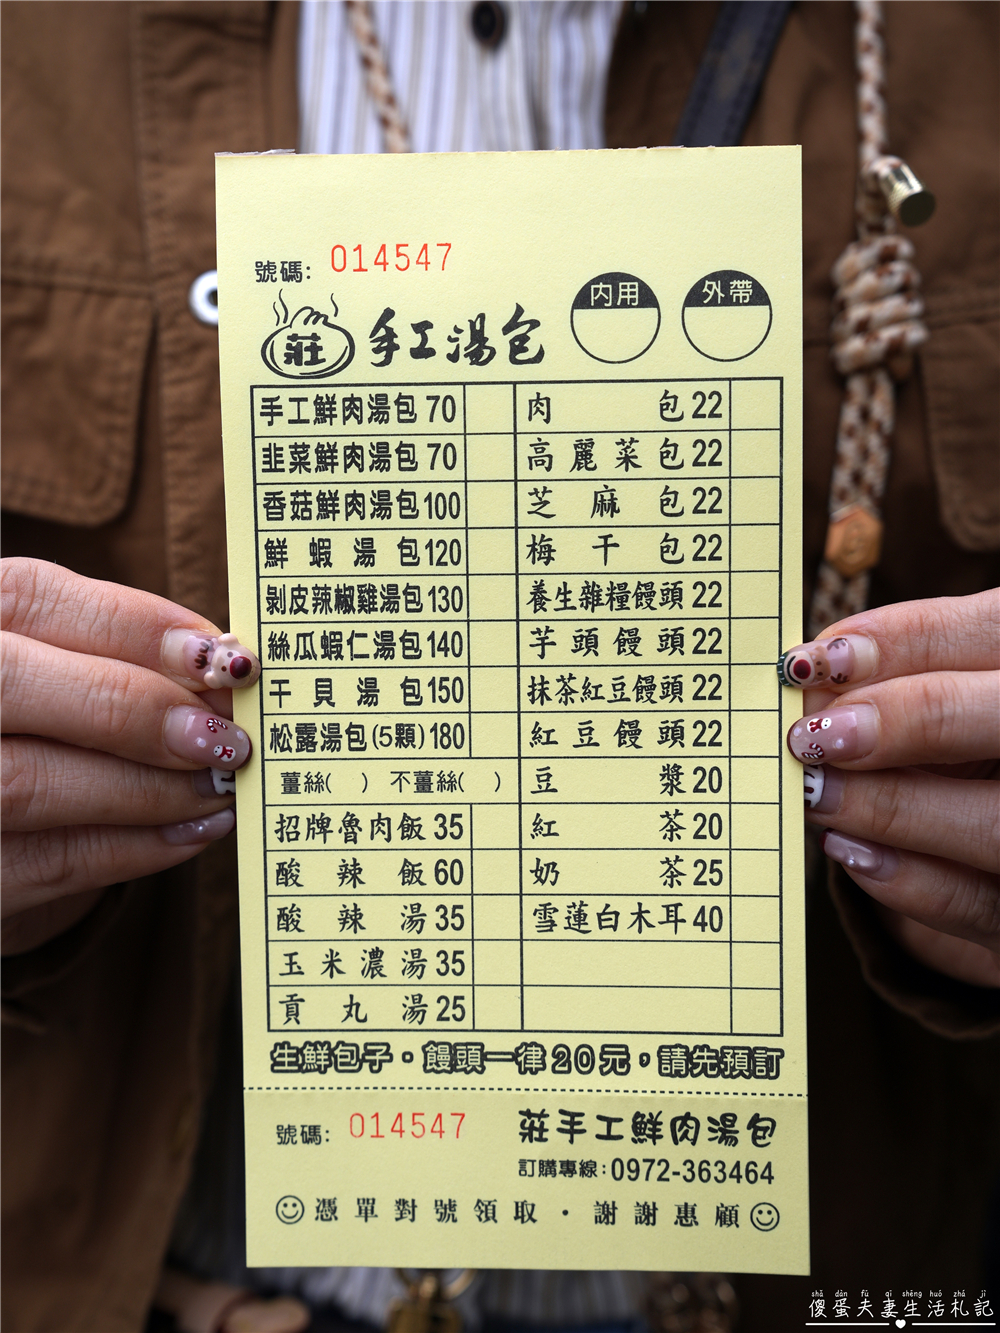 號碼: 014547
莊 手工湯包 內用 外帶
手工鮮肉湯包 70 肉包 22
韭菜鮮肉湯包 70 高麗菜包 22
香菇鮮肉湯包 100 芝麻包 22
鮮蝦湯包 120 梅干包 22
剝皮辣椒雞湯包 130 養生雜糧饅頭 22
絲瓜蝦仁湯包 140 芋頭饅頭 22
干貝湯包 150 抹茶紅豆饅頭 22
松露湯包(5顆) 180 紅豆饅頭 22
薑絲( ) 不薑絲( ) 豆漿 20
招牌魯肉飯 35 紅茶 20
酸辣飯 60 奶茶 25
酸辣湯 35 雪蓮白木耳 40
玉米濃湯 35
貢丸湯 25
生鮮包子・饅頭一律20元，請先預訂
號碼: 014547 莊手工鮮肉湯包
訂購專線:0972-363464
憑單對號領取・謝謝惠顧
shǎ dàn fū qī shēng huó zhá jì
傻蛋夫妻生活札記